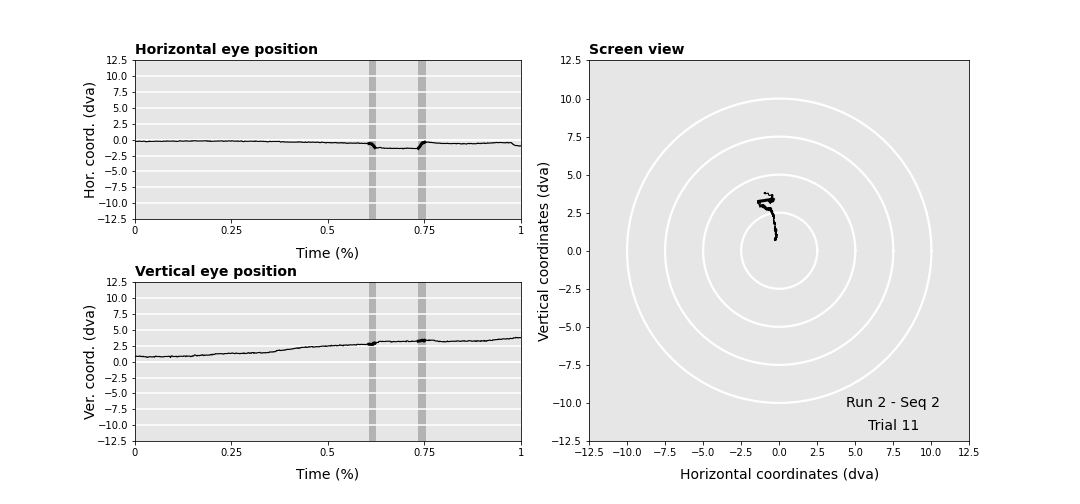 Horizontal eye position
12.5
10.0
7.5
5.0
2.5
0.0
−2.5
−5.0
−7.5
−10.0
−12.5
Hor. coord. (dva)
0 0.25 0.5 0.75 1
Time (%)
Vertical eye position
12.5
10.0
7.5
5.0
2.5
0.0
−2.5
−5.0
−7.5
−10.0
−12.5
Ver. coord. (dva)
0 0.25 0.5 0.75 1
Time (%)
Screen view
12.5
10.0
7.5
5.0
2.5
0.0
−2.5
−5.0
−7.5
−10.0
−12.5
Vertical coordinates (dva)
Run 2 - Seq 2
Trial 11
−12.5 −10.0 −7.5 −5.0 −2.5 0.0 2.5 5.0 7.5 10.0 12.5
Horizontal coordinates (dva)